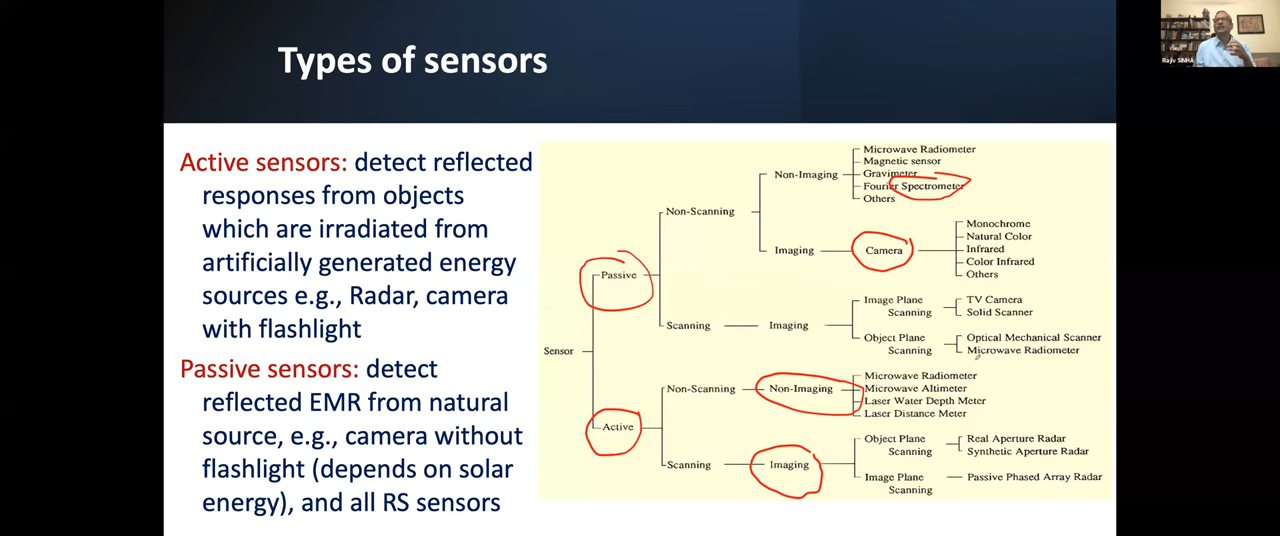 Types of sensors
Rajiv SINHA
Active sensors: detect reflected
responses from objects
which are irradiated from
artificially generated energy
sources e.g., Radar, camera
with flashlight
Passive sensors: detect
reflected EMR from natural
source, e.g., camera without
flashlight (depends on solar
energy), and all RS sensors
Sensor
Passive
Non-Scanning
Non-Imaging
Microwave Radiometer
Magnetic sensor
Gravimeter
Fourier Spectrometer
Others
Imaging
Camera
Monochrome
Natural Color
Infrared
Color Infrared
Others
Scanning
Imaging
Image Plane
Scanning
TV Camera
Solid Scanner
Object Plane
Scanning
Optical Mechanical Scanner
Microwave Radiometer
Active
Non-Scanning
Non-Imaging
Microwave Radiometer
Microwave Altimeter
Laser Water Depth Meter
Laser Distance Meter
Scanning
Imaging
Object Plane
Scanning
Real Aperture Radar
Synthetic Aperture Radar
Image Plane
Scanning
Passive Phased Array Radar